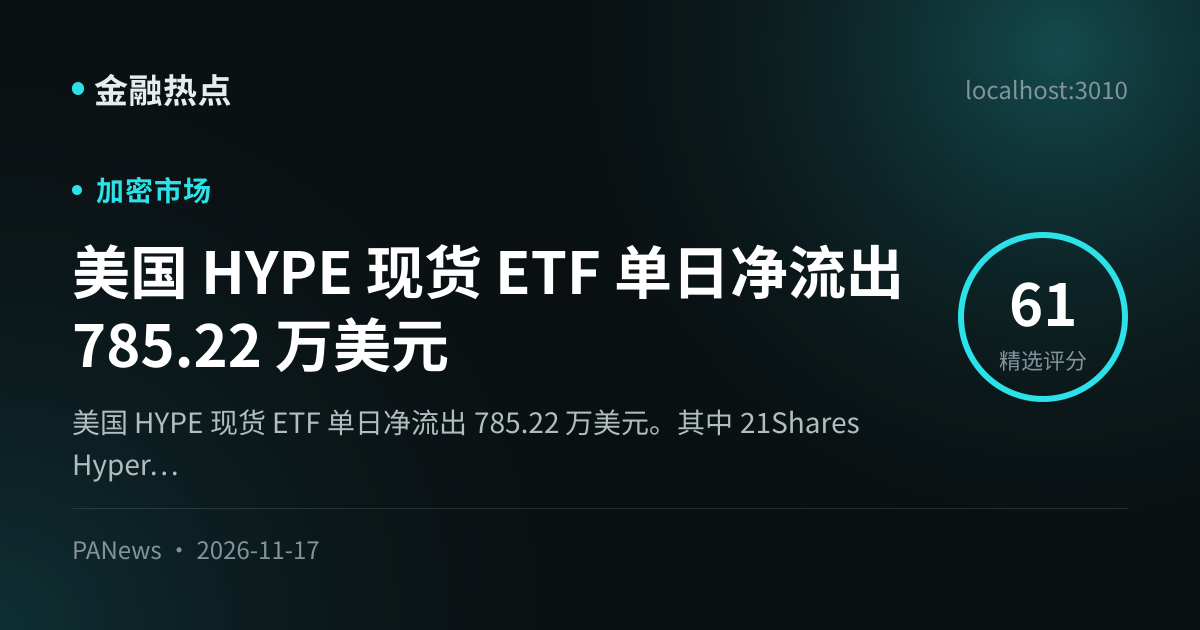 金融热点
localhost:3010
加密市场
美国 HYPE 现货 ETF 单日净流出
785.22 万美元
61
精选评分
美国 HYPE 现货 ETF 单日净流出 785.22 万美元。其中 21Shares
Hyper…
PANews • 2026-11-17